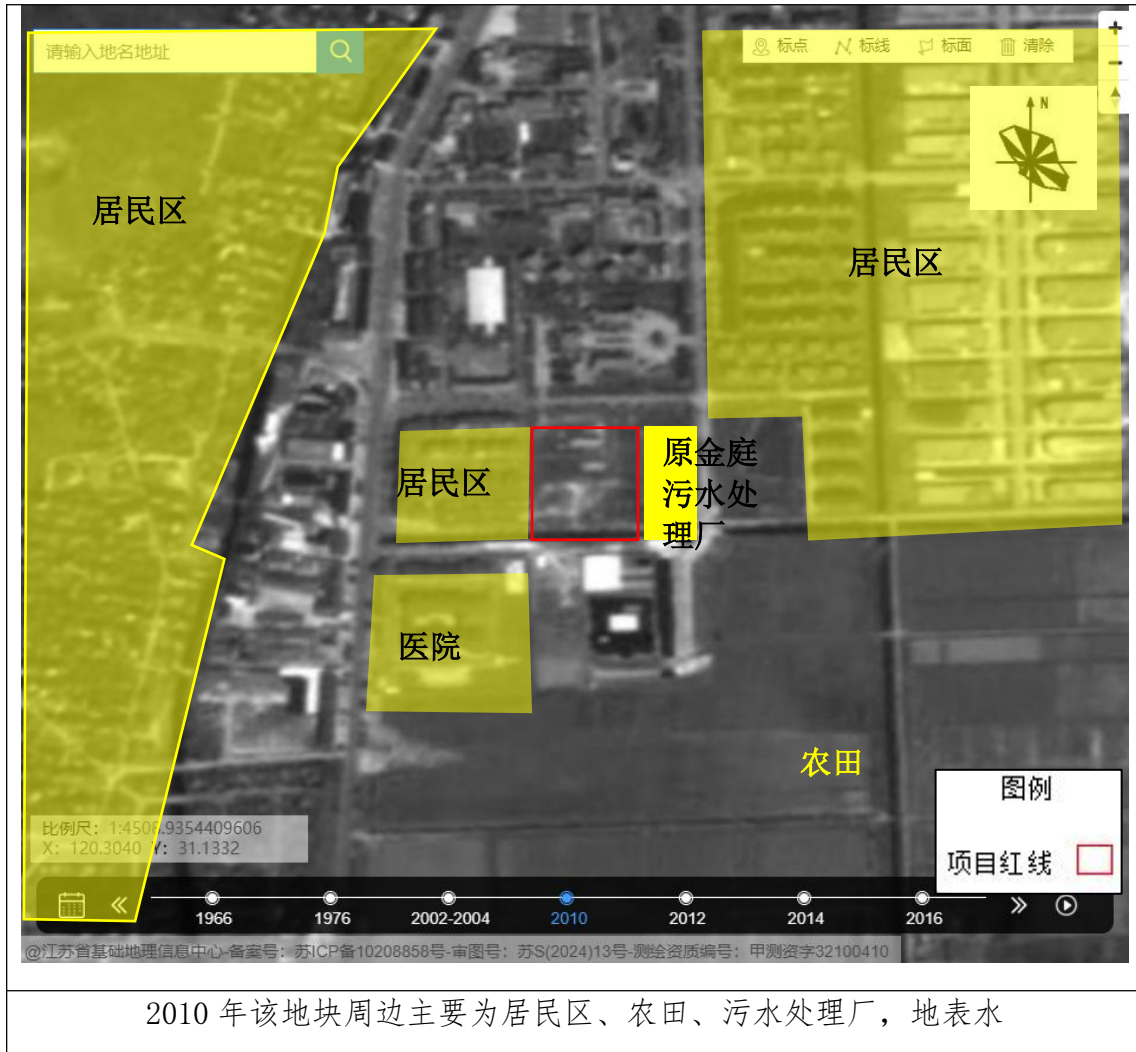 请输入地名地址
标点 标线 标面 清除
N
居民区
居民区
居民区
原金庭
污水处
理厂
医院
农田
图例
项目红线
比例尺：1:4508.9354409606
X：120.3040 Y：31.1332
1966 1976 2002-2004 2010 2012 2014 2016
@江苏省基础地理信息中心-备案号：苏ICP备10208858号-审图号：苏S(2024)13号-测绘资质编号：甲测资字32100410
2010 年该地块周边主要为居民区、农田、污水处理厂，地表水